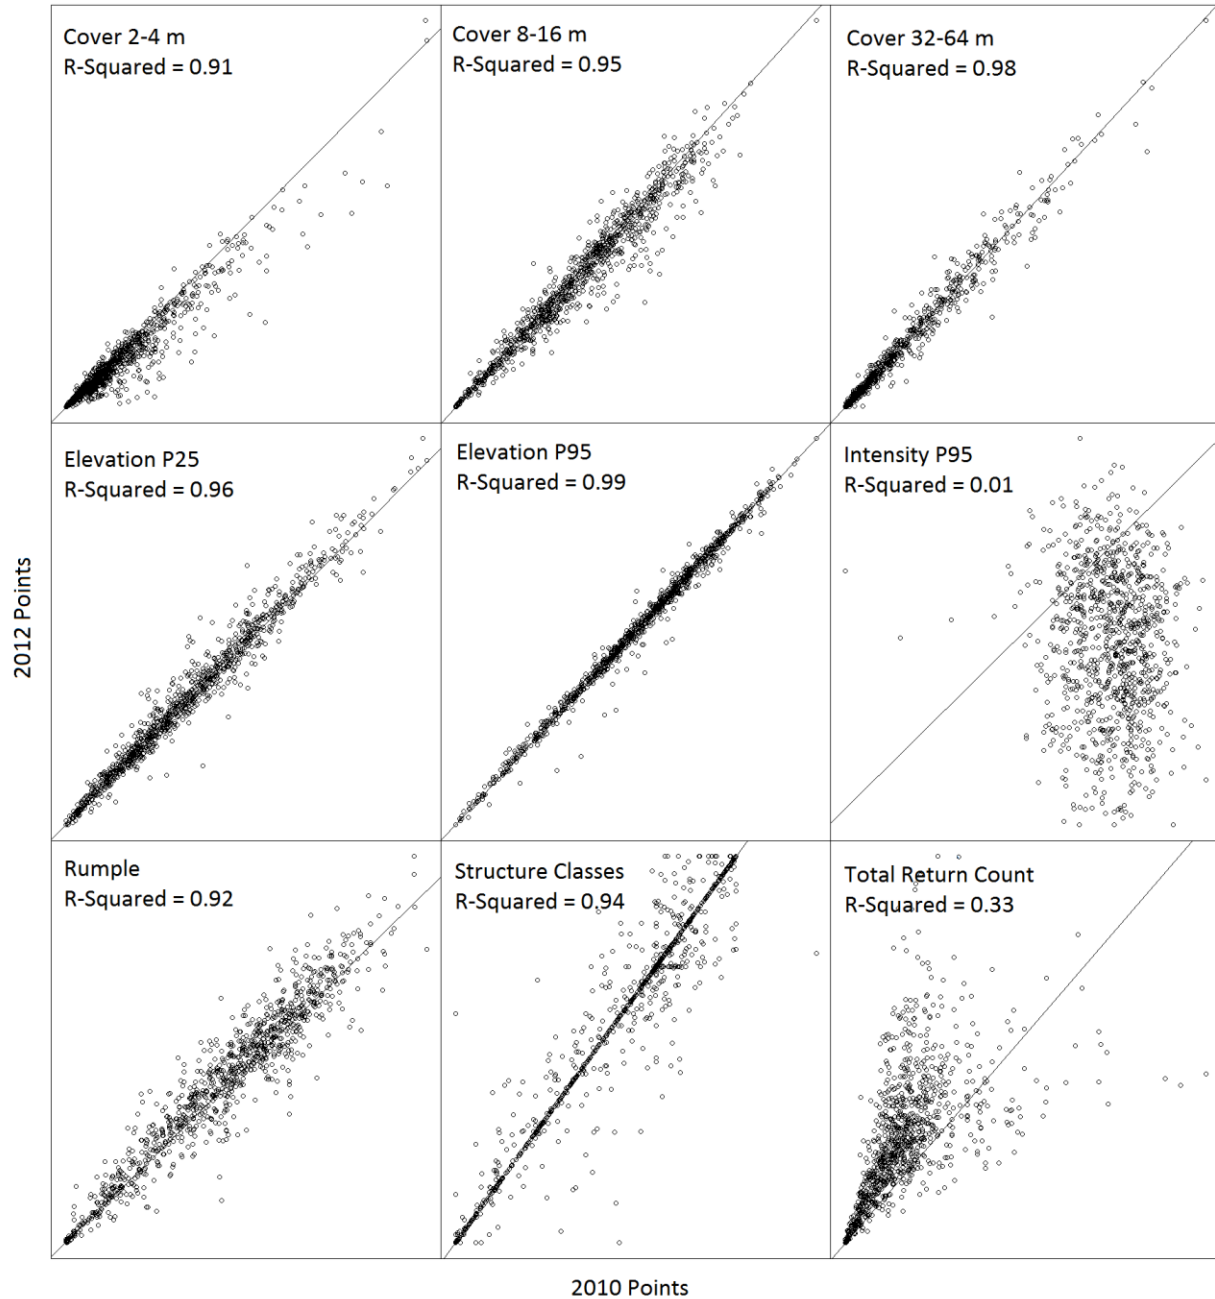 Cover 2-4 m
R-Squared = 0.91
Cover 8-16 m
R-Squared = 0.95
Cover 32-64 m
R-Squared = 0.98
Elevation P25
R-Squared = 0.96
Elevation P95
R-Squared = 0.99
Intensity P95
R-Squared = 0.01
2012 Points
Rumple
R-Squared = 0.92
Structure Classes
R-Squared = 0.94
Total Return Count
R-Squared = 0.33
2010 Points